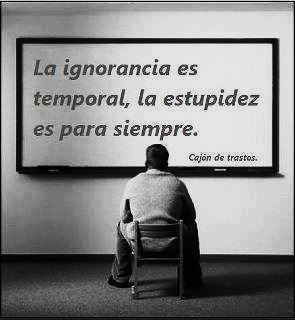 La ignorancia es
temporal, la estupidez
es para siempre.
Cajón de trastos.